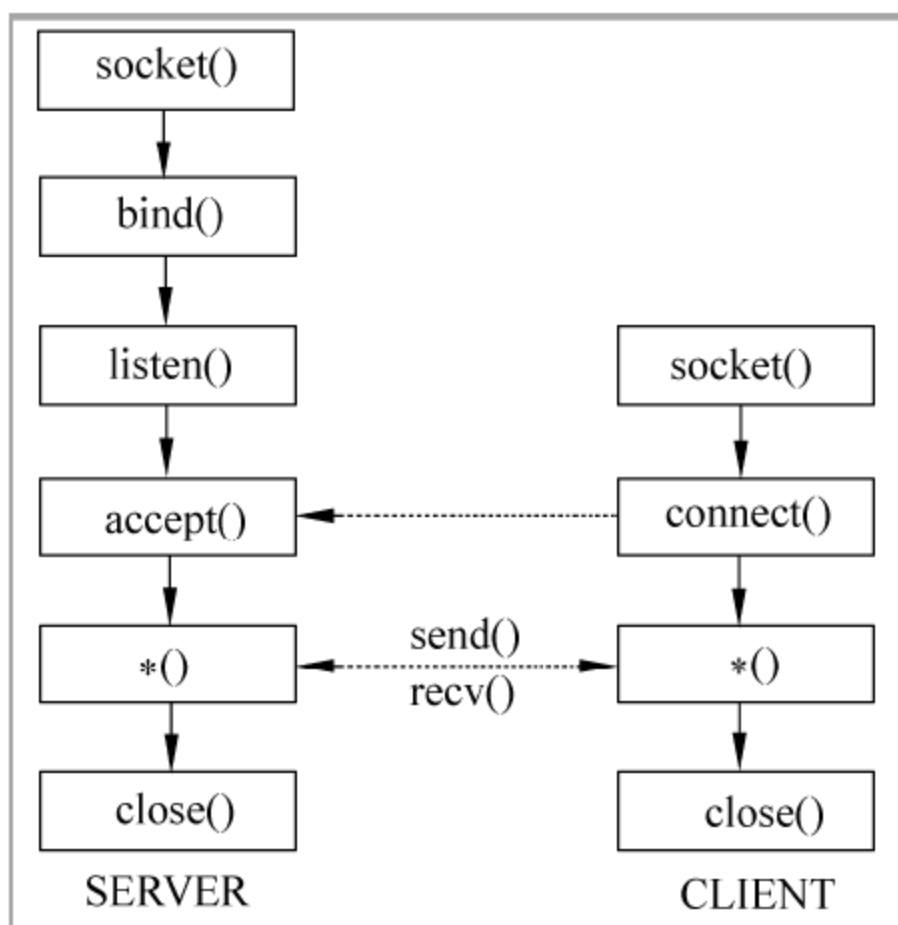 socket()
bind()
listen()
socket()
accept()
connect()
*()
send()
recv()
*()
close()
close()
SERVER
CLIENT